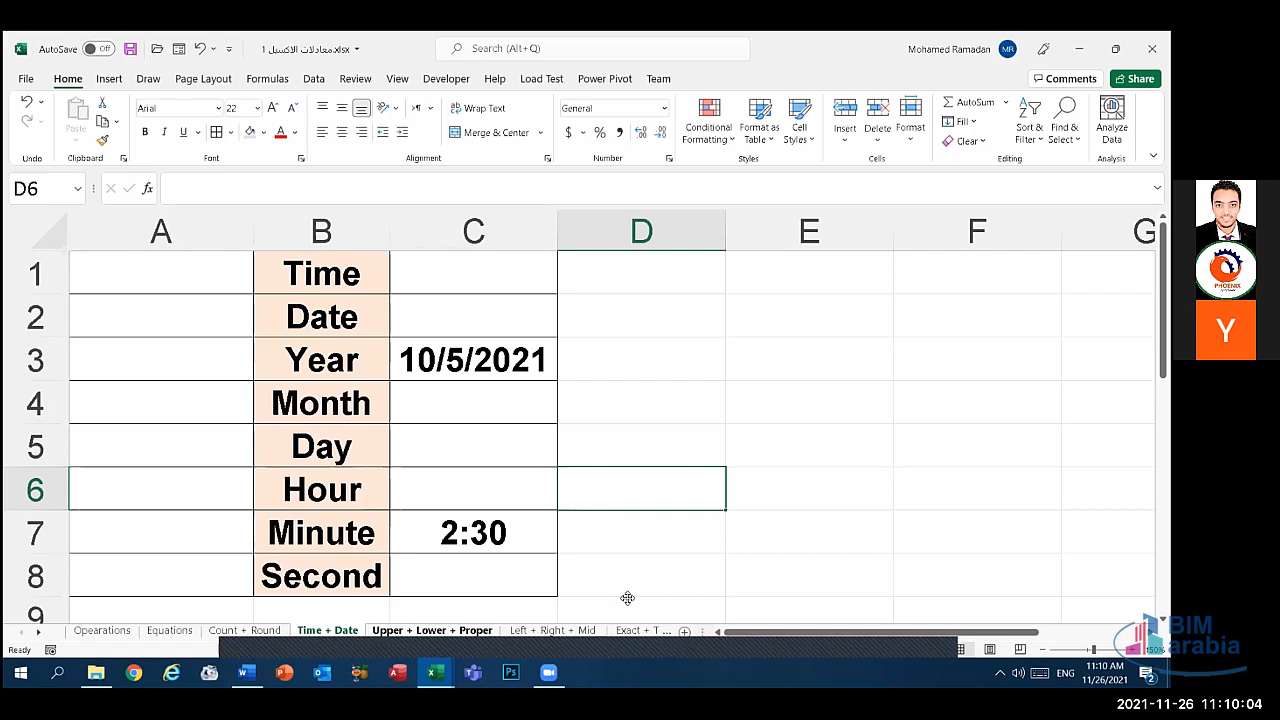 AutoSave Off معادلات الاكسيل 1.xlsx Search (Alt+Q) Mohamed Ramadan MR
File Home Insert Draw Page Layout Formulas Data Review View Developer Help Load Test Power Pivot Team Comments Share
Arial 22 Wrap Text General AutoSum
Paste Conditional Formatting Format as Table Cell Styles Insert Delete Format Fill Sort & Filter Find & Select Analyze Data
B I U Merge & Center $ % Clear
Undo Clipboard Font Alignment Number Styles Cells Editing Analysis
D6 fx
A B C D E F G
1 Time
2 Date
3 Year 10/5/2021
4 Month
5 Day
6 Hour
7 Minute 2:30
8 Second
9
Opearations Equations Count + Round Time + Date Upper + Lower + Proper Left + Right + Mid Exact + T ...
Ready 150%
ENG 11:10 AM
11/26/2021 2
PHOENIX
Y
BIM
arabia
2021-11-26 11:10:04